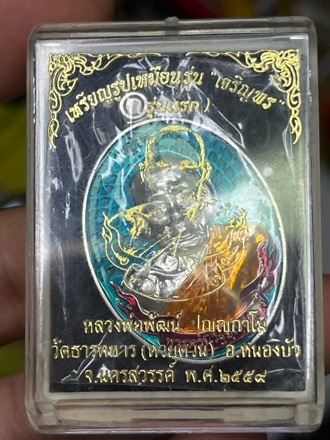 เหรียญรูปเหมือนรุ่น "เจริญพร"
( รุ่นแรก )
หลวงพ่อพัฒน์ ปุญญกาโม
วัดธารทหาร (ห้วยด้วน) อ.หนองบัว
จ.นครสวรรค์ พ.ศ.๒๕๕๙